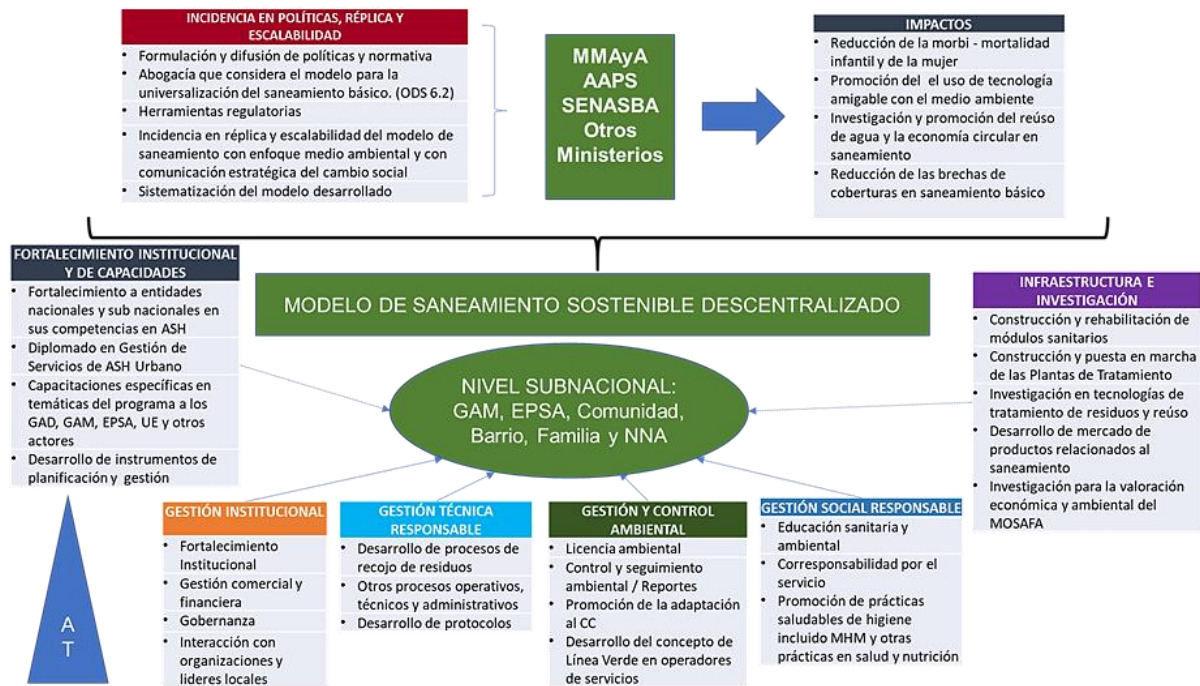 INCIDENCIA EN POLÍTICAS, RÉPLICA Y
ESCALABILIDAD
• Formulación y difusión de políticas y normativa
• Abogacía que considera el modelo para la
universalización del saneamiento básico. (ODS 6.2)
• Herramientas regulatorias
• Incidencia en réplica y escalabilidad del modelo de
saneamiento con enfoque medio ambiental y con
comunicación estratégica del cambio social
• Sistematización del modelo desarrollado
MMAyA
AAPS
SENASBA
Otros
Ministerios
IMPACTOS
• Reducción de la morbi - mortalidad
infantil y de la mujer
• Promoción del el uso de tecnología
amigable con el medio ambiente
• Investigación y promoción del reúso
de agua y la economía circular en
saneamiento
• Reducción de las brechas de
coberturas en saneamiento básico
FORTALECIMIENTO INSTITUCIONAL
Y DE CAPACIDADES
• Fortalecimiento a entidades
nacionales y sub nacionales en
sus competencias en ASH
• Diplomado en Gestión de
Servicios de ASH Urbano
• Capacitaciones específicas en
temáticas del programa a los
GAD, GAM, EPSA, UE y otros
actores
• Desarrollo de instrumentos de
planificación y gestión
MODELO DE SANEAMIENTO SOSTENIBLE DESCENTRALIZADO
NIVEL SUBNACIONAL:
GAM, EPSA, Comunidad,
Barrio, Familia y NNA
INFRAESTRUCTURA E
INVESTIGACIÓN
• Construcción y rehabilitación de
módulos sanitarios
• Construcción y puesta en marcha
de las Plantas de Tratamiento
• Investigación en tecnologías de
tratamiento de residuos y reúso
• Desarrollo de mercado de
productos relacionados al
saneamiento
• Investigación para la valoración
económica y ambiental del
MOSAFA
A
T
GESTIÓN INSTITUCIONAL
• Fortalecimiento
Institucional
• Gestión comercial y
financiera
• Gobernanza
• Interacción con
organizaciones y
lideres locales
GESTIÓN TÉCNICA
RESPONSABLE
• Desarrollo de procesos de
recojo de residuos
• Otros procesos operativos,
técnicos y administrativos
• Desarrollo de protocolos
GESTIÓN Y CONTROL
AMBIENTAL
• Licencia ambiental
• Control y seguimiento
ambiental / Reportes
• Promoción de la adaptación
al CC
• Desarrollo del concepto de
Línea Verde en operadores
de servicios
GESTIÓN SOCIAL RESPONSABLE
• Educación sanitaria y
ambiental
• Corresponsabilidad por el
servicio
• Promoción de prácticas
saludables de higiene
incluido MHM y otras
prácticas en salud y nutrición